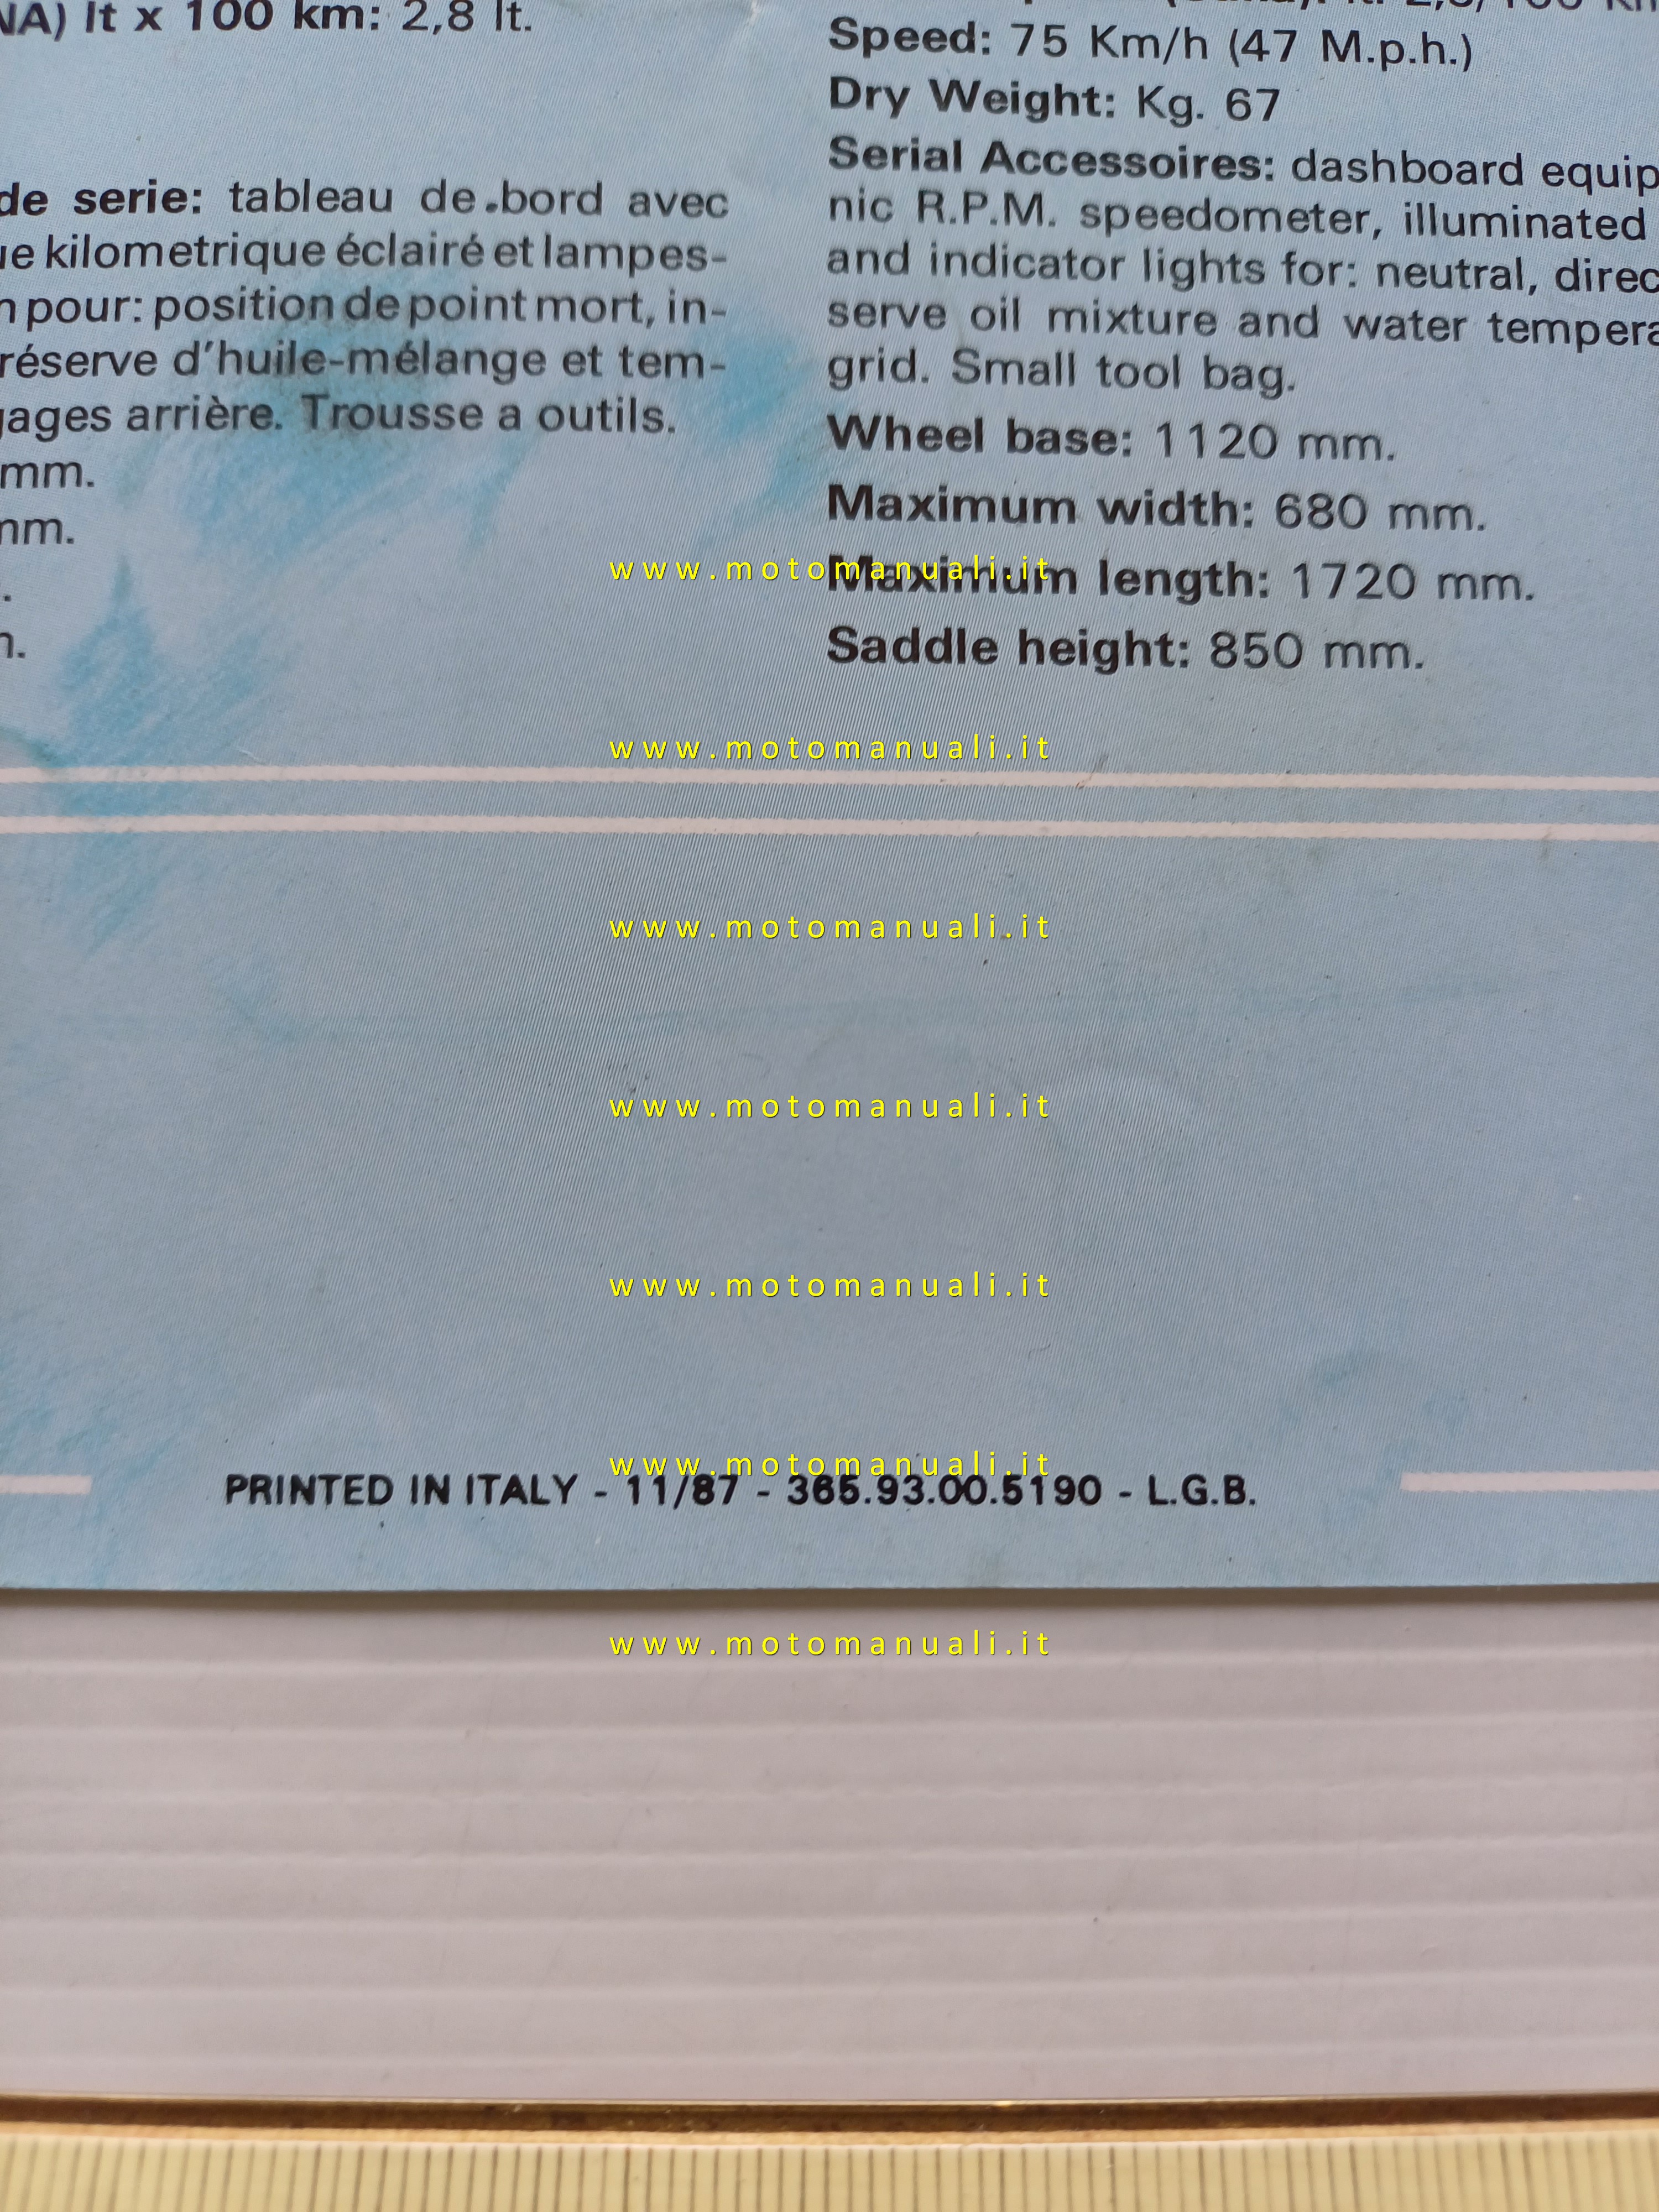 NA) lt x 100 km: 2,8 lt.
de serie: tableau de.bord avec
ue kilometrique éclairé et lampes-
n pour: position de point mort, in-
réserve d'huile-mélange et tem-
gages arrière. Trousse a outils.
mm.
mm.
Speed: 75 Km/h (47 M.p.h.)
Dry Weight: Kg. 67
Serial Accessoires: dashboard equip
nic R.P.M. speedometer, illuminated
and indicator lights for: neutral, direc
serve oil mixture and water tempera
grid. Small tool bag.
Wheel base: 1120 mm.
Maximum width: 680 mm.
Maximum length: 1720 mm.
Saddle height: 850 mm.
www.motomanuali.it
www.motomanuali.it
www.motomanuali.it
www.motomanuali.it
www.motomanuali.it
www.motomanuali.it
PRINTED IN ITALY - 11/87 - 365.93.00.5190 - L.G.B.
www.motomanuali.it